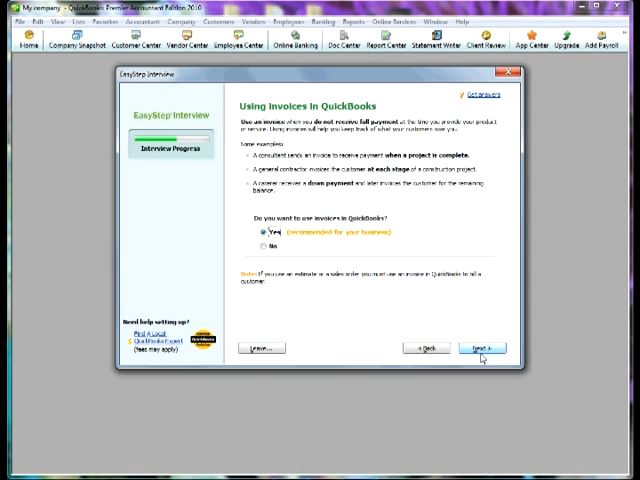 My company - QuickBooks Premier Accountant Edition 2010
File Edit View Lists Favorites Accountant Company Customers Vendors Employees Banking Reports Online Services Window Help
Home Company Snapshot Customer Center Vendor Center Employee Center Online Banking Doc Center Report Center Statement Writer Client Review App Center Upgrade Add Payroll
EasyStep Interview
Get answers
EasyStep Interview
Interview Progress
Using Invoices in QuickBooks
Use an invoice when you do not receive full payment at the time you provide your product
or service. Using invoices will help you keep track of what your customers owe you.
Some examples:
A consultant sends an invoice to receive payment when a project is complete.
A general contractor invoices the customer at each stage of a construction project.
A caterer receives a down payment and later invoices the customer for the remaining
balance.
Do you want to use invoices in QuickBooks?
Yes (recommended for your business)
No
Note: If you use an estimate or a sales order you must use an invoice in QuickBooks to bill a
customer.
Need help setting up?
Find A Local
QuickBooks Expert
(fees may apply)
QuickBooks
Leave...
< Back
Next >